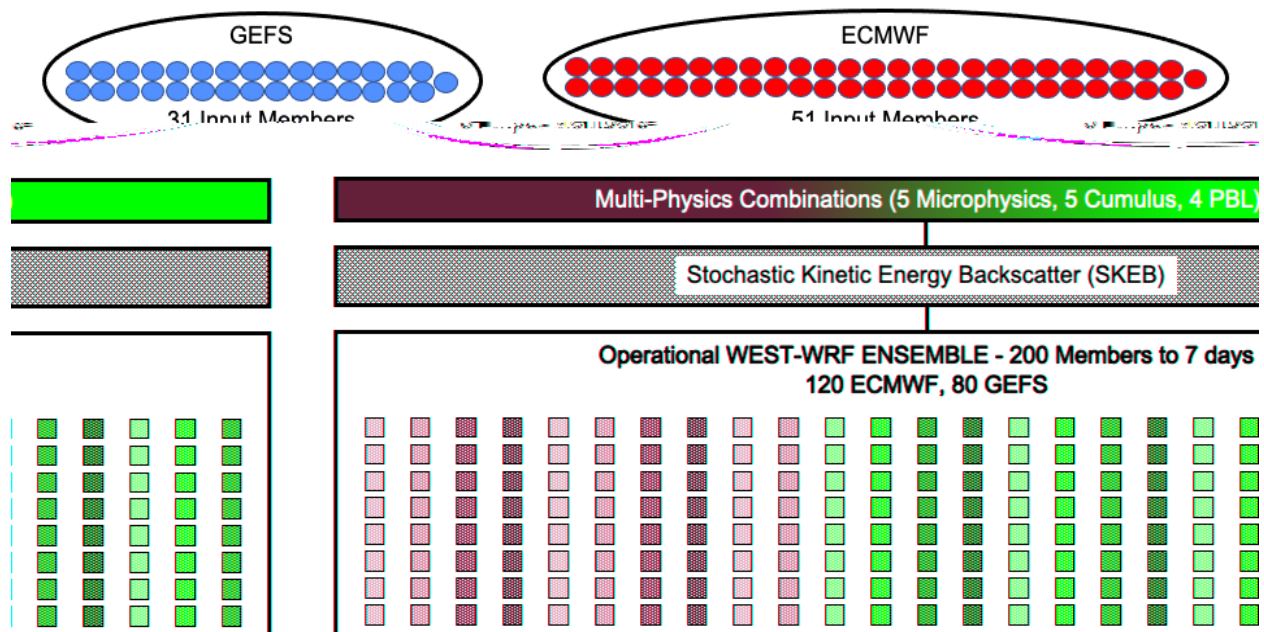 GEFS
ECMWF
31 Input Members
51 Input Members
)
Multi-Physics Combinations (5 Microphysics, 5 Cumulus, 4 PBL)
Stochastic Kinetic Energy Backscatter (SKEB)
Operational WEST-WRF ENSEMBLE - 200 Members to 7 days
120 ECMWF, 80 GEFS